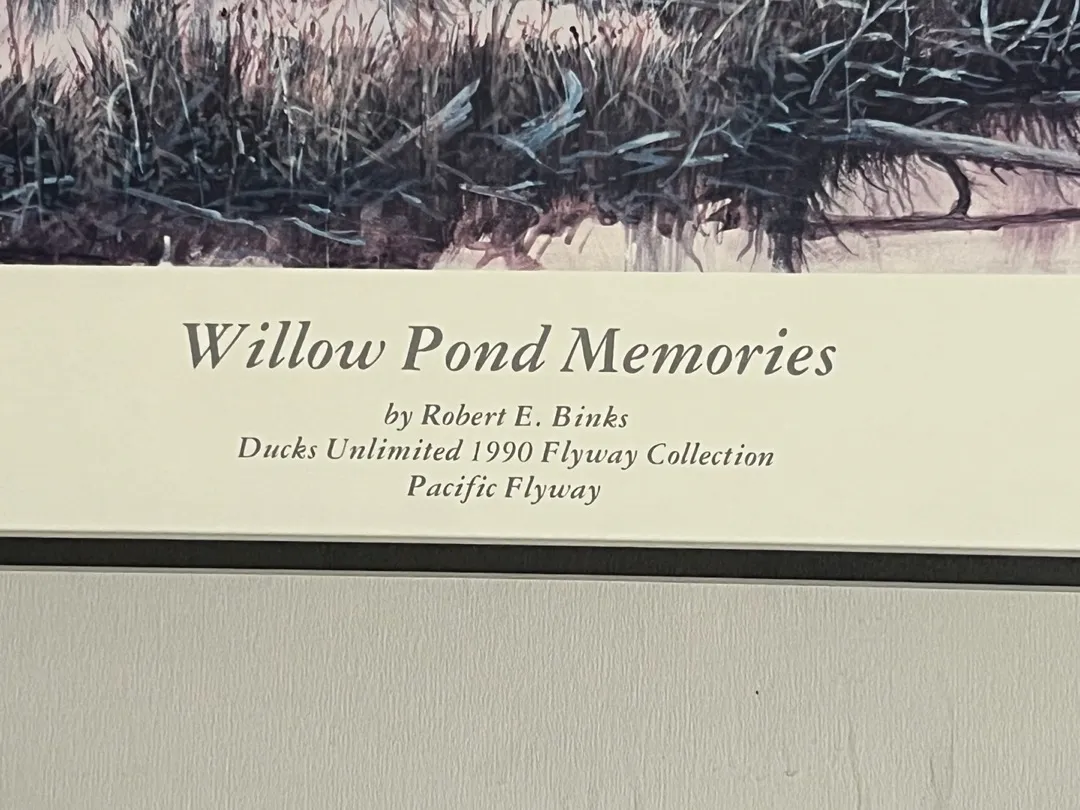 Willow Pond Memories
by Robert E. Binks
Ducks Unlimited 1990 Flyway Collection
Pacific Flyway